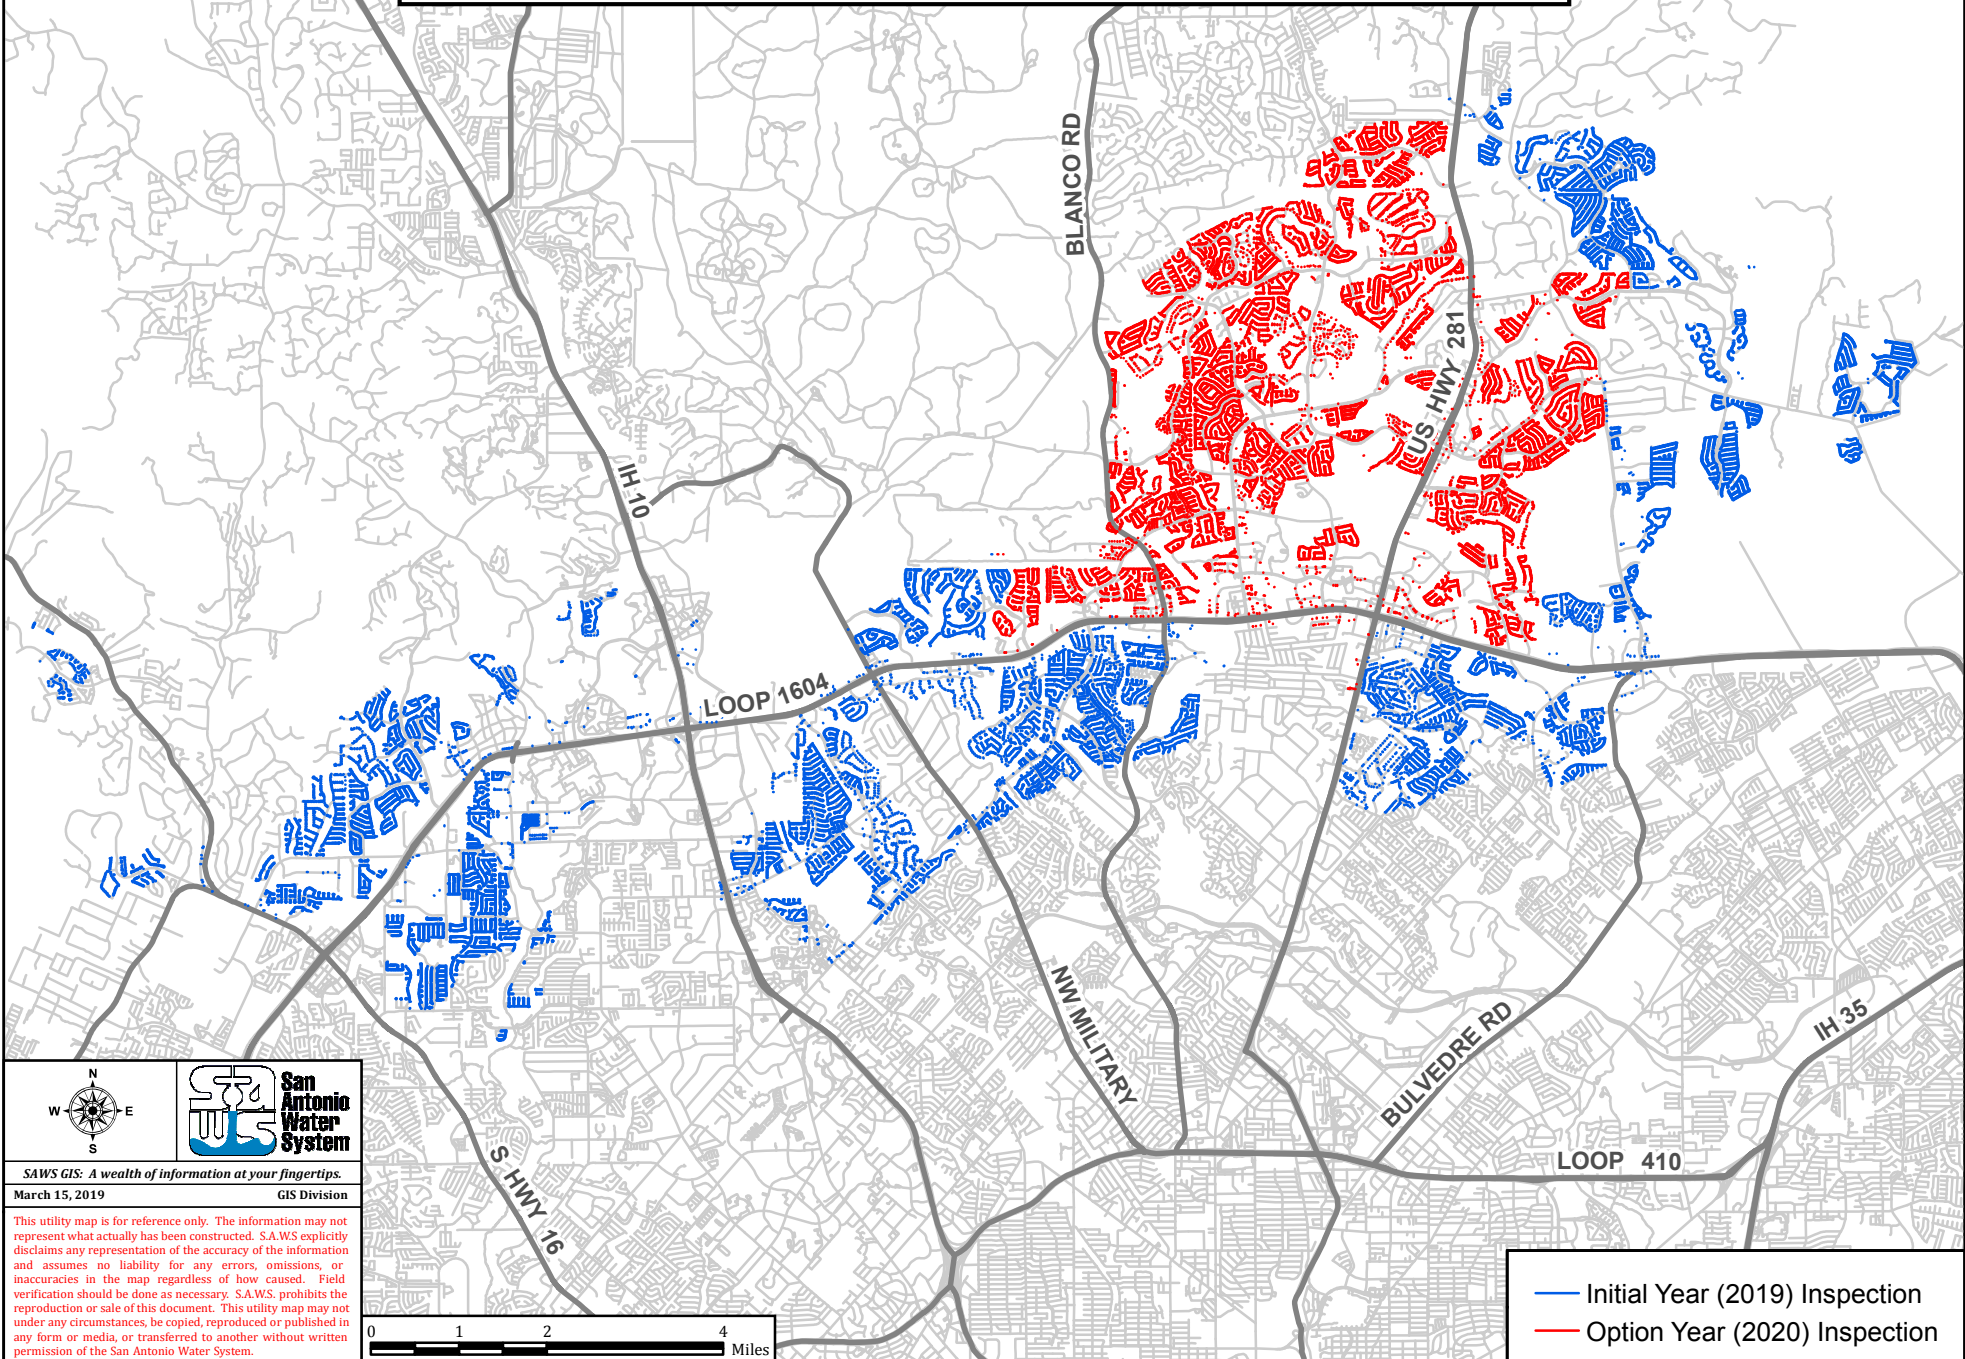 BLANCO RD
US HWY 281
IH 10
LOOP 1604
NW MILITARY
BULVEDRE RD
IH 35
LOOP 410
S HWY 16
N
W E
S
San
Antonio
Water
System
SAWS GIS: A wealth of information at your fingertips.
March 15, 2019 GIS Division
This utility map is for reference only. The information may not
represent what actually has been constructed. S.A.W.S explicitly
disclaims any representation of the accuracy of the information
and assumes no liability for any errors, omissions, or
inaccuracies in the map regardless of how caused. Field
verification should be done as necessary. S.A.W.S. prohibits the
reproduction or sale of this document. This utility map may not
under any circumstances, be copied, reproduced or published in
any form or media, or transferred to another without written
permission of the San Antonio Water System.
0 1 2 4
Miles
Initial Year (2019) Inspection
Option Year (2020) Inspection